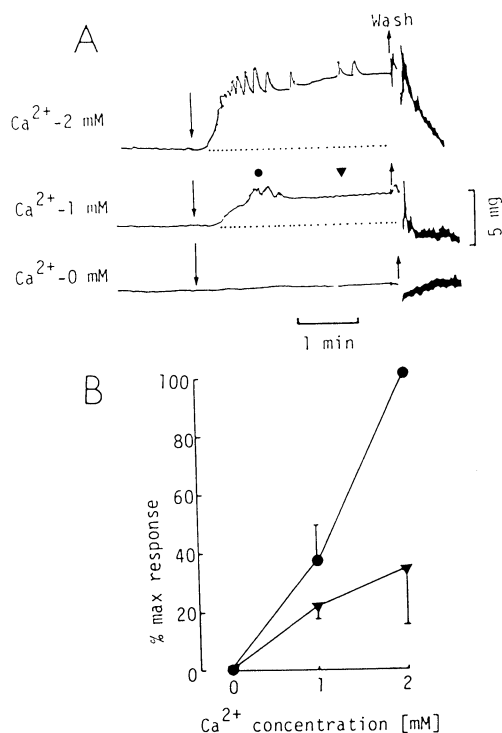 A
Wash
Ca2+-2 mM
Ca2+-1 mM
5 mg
Ca2+-0 mM
1 min
B
100
80
60
40
20
0
% max response
0 1 2
Ca2+ concentration [mM]